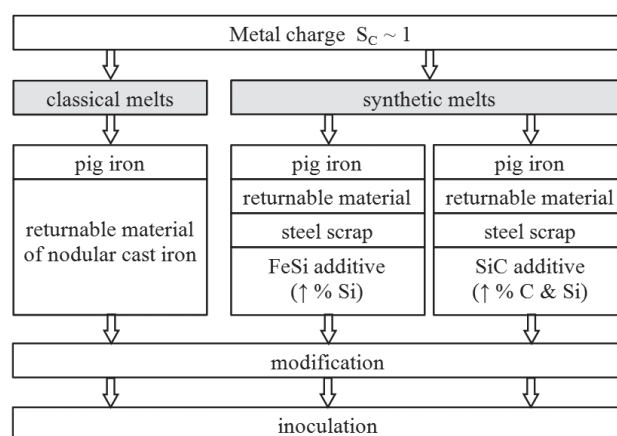 Metal charge S_C ~ 1
classical melts
synthetic melts
pig iron
returnable material
of nodular cast iron
pig iron
returnable material
steel scrap
FeSi additive
(↑ % Si)
pig iron
returnable material
steel scrap
SiC additive
(↑ % C & Si)
modification
inoculation